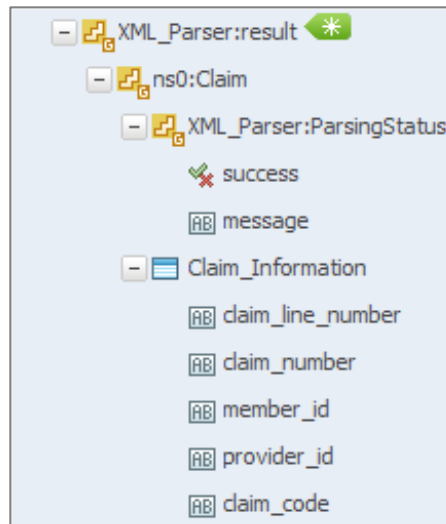 XML_Parser:result
ns0:Claim
XML_Parser:ParsingStatus
success
message
Claim_Information
claim_line_number
claim_number
member_id
provider_id
claim_code